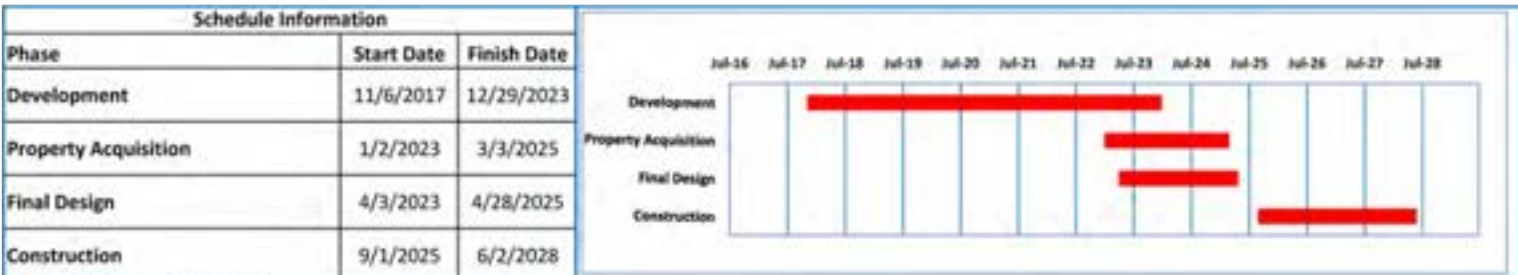 Schedule Information
Phase Start Date Finish Date
Development 11/6/2017 12/29/2023
Property Acquisition 1/2/2023 3/3/2025
Final Design 4/3/2023 4/28/2025
Construction 9/1/2025 6/2/2028
Jul-16 Jul-17 Jul-18 Jul-19 Jul-20 Jul-21 Jul-22 Jul-23 Jul-24 Jul-25 Jul-26 Jul-27 Jul-28
Development
Property Acquisition
Final Design
Construction